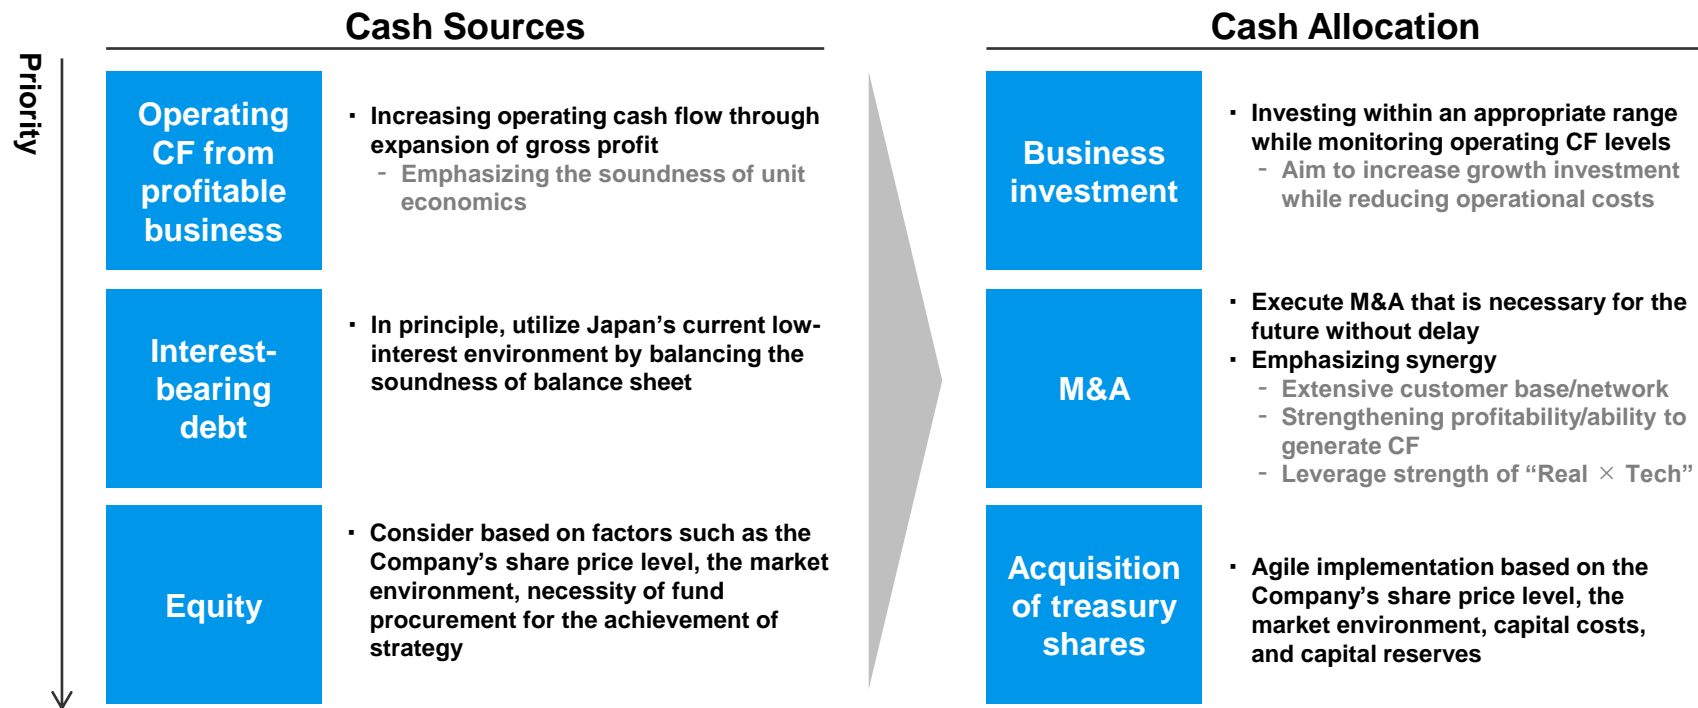 Cash Sources
Priority
Operating
CF from
profitable
business
▪ Increasing operating cash flow through
expansion of gross profit
- Emphasizing the soundness of unit
economics
Interest-
bearing
debt
▪ In principle, utilize Japan’s current low-
interest environment by balancing the
soundness of balance sheet
Equity
▪ Consider based on factors such as the
Company’s share price level, the market
environment, necessity of fund
procurement for the achievement of
strategy
Cash Allocation
Business
investment
▪ Investing within an appropriate range
while monitoring operating CF levels
- Aim to increase growth investment
while reducing operational costs
M&A
▪ Execute M&A that is necessary for the
future without delay
▪ Emphasizing synergy
- Extensive customer base/network
- Strengthening profitability/ability to
generate CF
- Leverage strength of “Real × Tech”
Acquisition
of treasury
shares
▪ Agile implementation based on the
Company’s share price level, the
market environment, capital costs,
and capital reserves